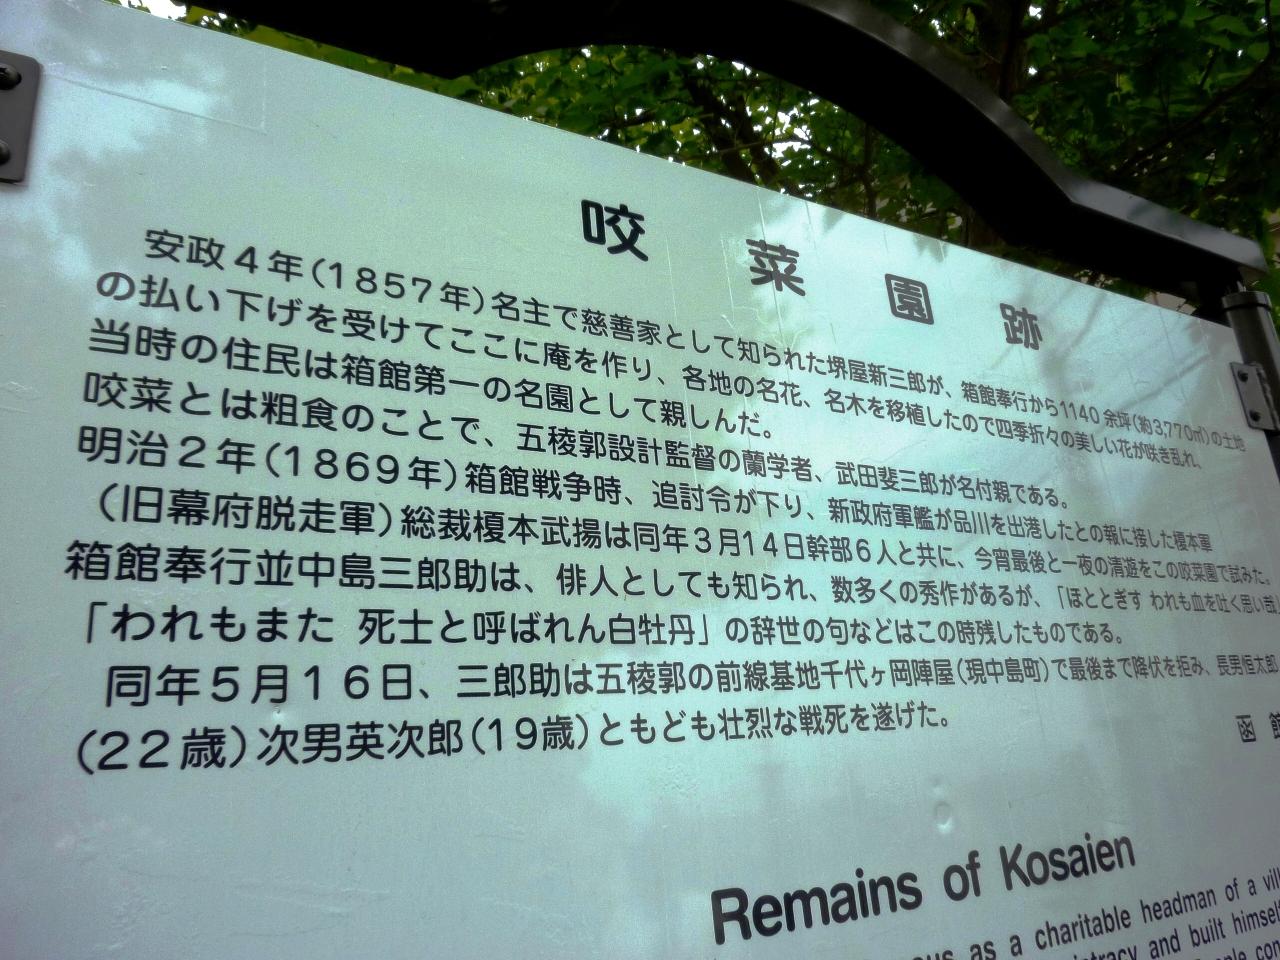 咬菜園跡
安政4年(1857年)名主で慈善家として知られた堺屋新三郎が、箱館奉行から1140余坪(約3,770㎡)の土地
の払い下げを受けてここに庵を作り、各地の名花、名木を移植したので四季折々の美しい花が咲き乱れ、
当時の住民は箱館第一の名園として親しんだ。
咬菜とは粗食のことで、五稜郭設計監督の蘭学者、武田斐三郎が名付親である。
明治2年(1869年)箱館戦争時、追討令が下り、新政府軍艦が品川を出港したとの報に接した榎本軍
(旧幕府脱走軍)総裁榎本武揚は同年3月14日幹部6人と共に、今宵最後と一夜の清遊をこの咬菜園で試みた。
箱館奉行並中島三郎助は、俳人としても知られ、数多くの秀作があるが、「ほととぎす われも血を吐く思い哉
「われもまた 死士と呼ばれん白牡丹」の辞世の句などはこの時残したものである。
同年5月16日、三郎助は五稜郭の前線基地千代ヶ岡陣屋(現中島町)で最後まで降伏を拒み、長男恒太郎
(22歳)次男英次郎(19歳)ともども壮烈な戦死を遂げた。
函館
Remains of Kosaien
as a charitable headman of a
and built